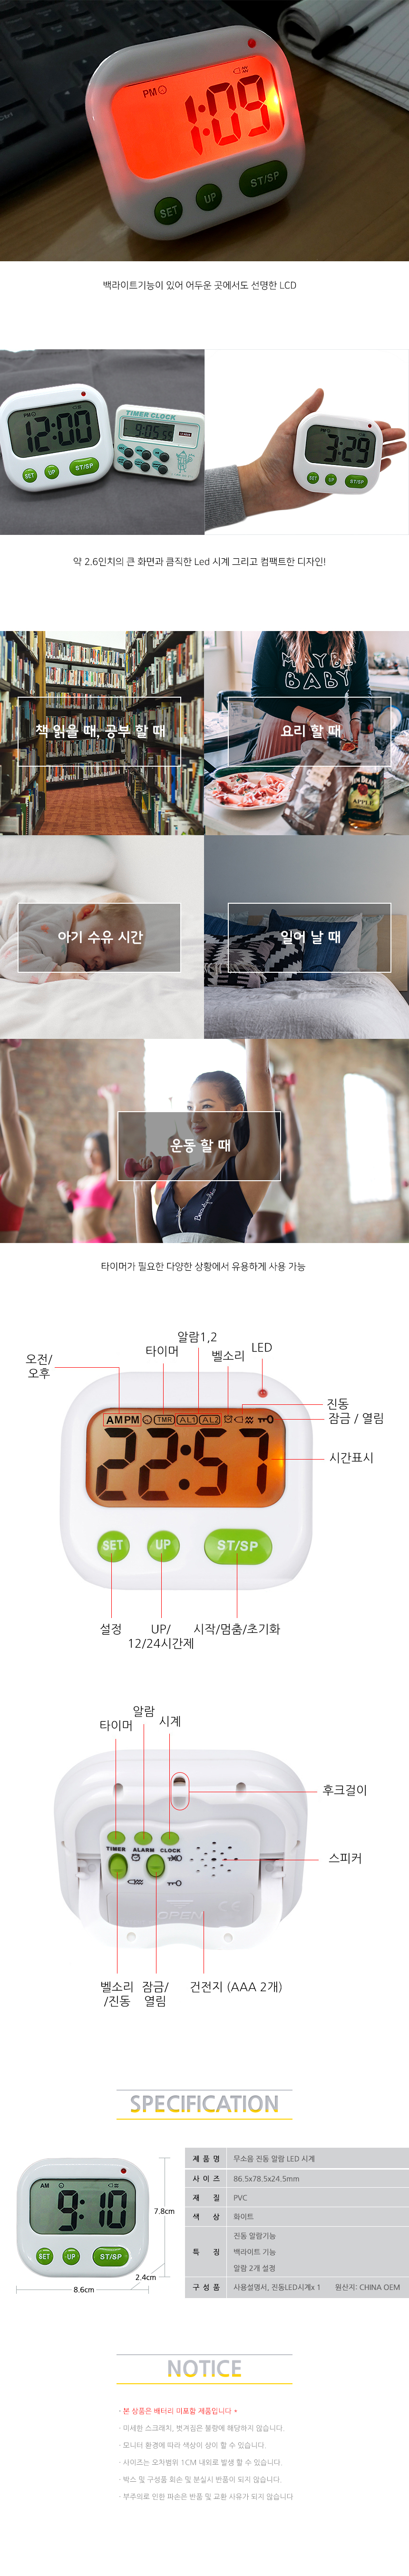 PM
1:09
SET
UP
ST/SP
백라이트기능이 있어 어두운 곳에서도 선명한 LCD
PM
12:00
SET
UP
ST/SP
TIMER CLOCK
PM
3:29
SET
UP
ST/SP
약 2.6인치의 큰 화면과 큼직한 Led 시계 그리고 컴팩트한 디자인!
MAYBE
BABY
책 읽을 때, 공부 할 때
요리 할 때
APPLE
아기 수유 시간
일어 날 때
운동 할 때
타이머가 필요한 다양한 상황에서 유용하게 사용 가능
알람1,2
타이머
벨소리
LED
오전/
오후
진동
잠금 / 열림
AM PM
TMR
AL1
AL2
22:57
시간표시
SET
UP
ST/SP
설정
UP/
12/24시간제
시작/멈춤/초기화
알람
타이머
시계
후크걸이
TIMER
ALARM
CLOCK
스피커
OPEN
벨소리
/진동
잠금/
열림
건전지 (AAA 2개)
SPECIFICATION
AM
9:10
SET
UP
ST/SP
7.8cm
2.4cm
8.6cm
제 품 명 무소음 진동 알람 LED 시계
사 이 즈 86.5x78.5x24.5mm
재 질 PVC
색 상 화이트
특 징 진동 알람기능
백라이트 기능
알람 2개 설정
구 성 품 사용설명서, 진동LED시계x 1 원산지: CHINA OEM
NOTICE
· 본 상품은 배터리 미포함 제품입니다 *
· 미세한 스크래치, 벗겨짐은 불량에 해당하지 않습니다.
· 모니터 환경에 따라 색상이 상이 할 수 있습니다.
· 사이즈는 오차범위 1CM 내외로 발생 할 수 있습니다.
· 박스 및 구성품 훼손 및 분실시 반품이 되지 않습니다.
· 부주의로 인한 파손은 반품 및 교환 사유가 되지 않습니다